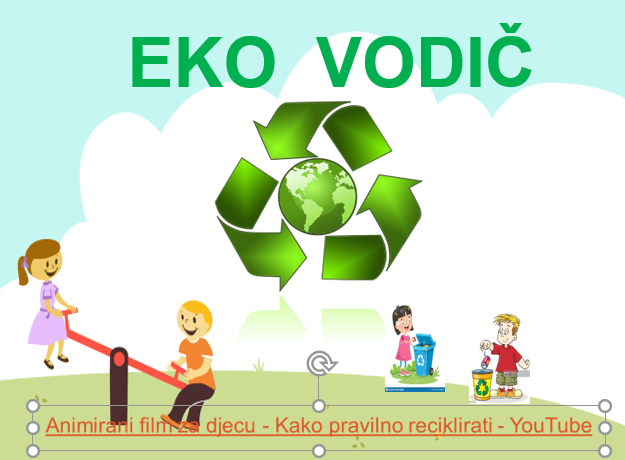 EKO VODIČ
Animirani film za djecu - Kako pravilno reciklirati - YouTube